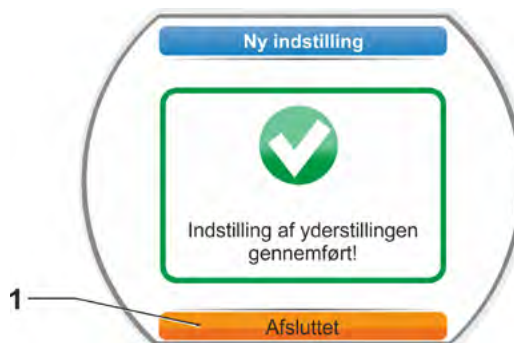 Ny indstilling
Indstilling af yderstillingen
gennemført!
1
Afsluttet